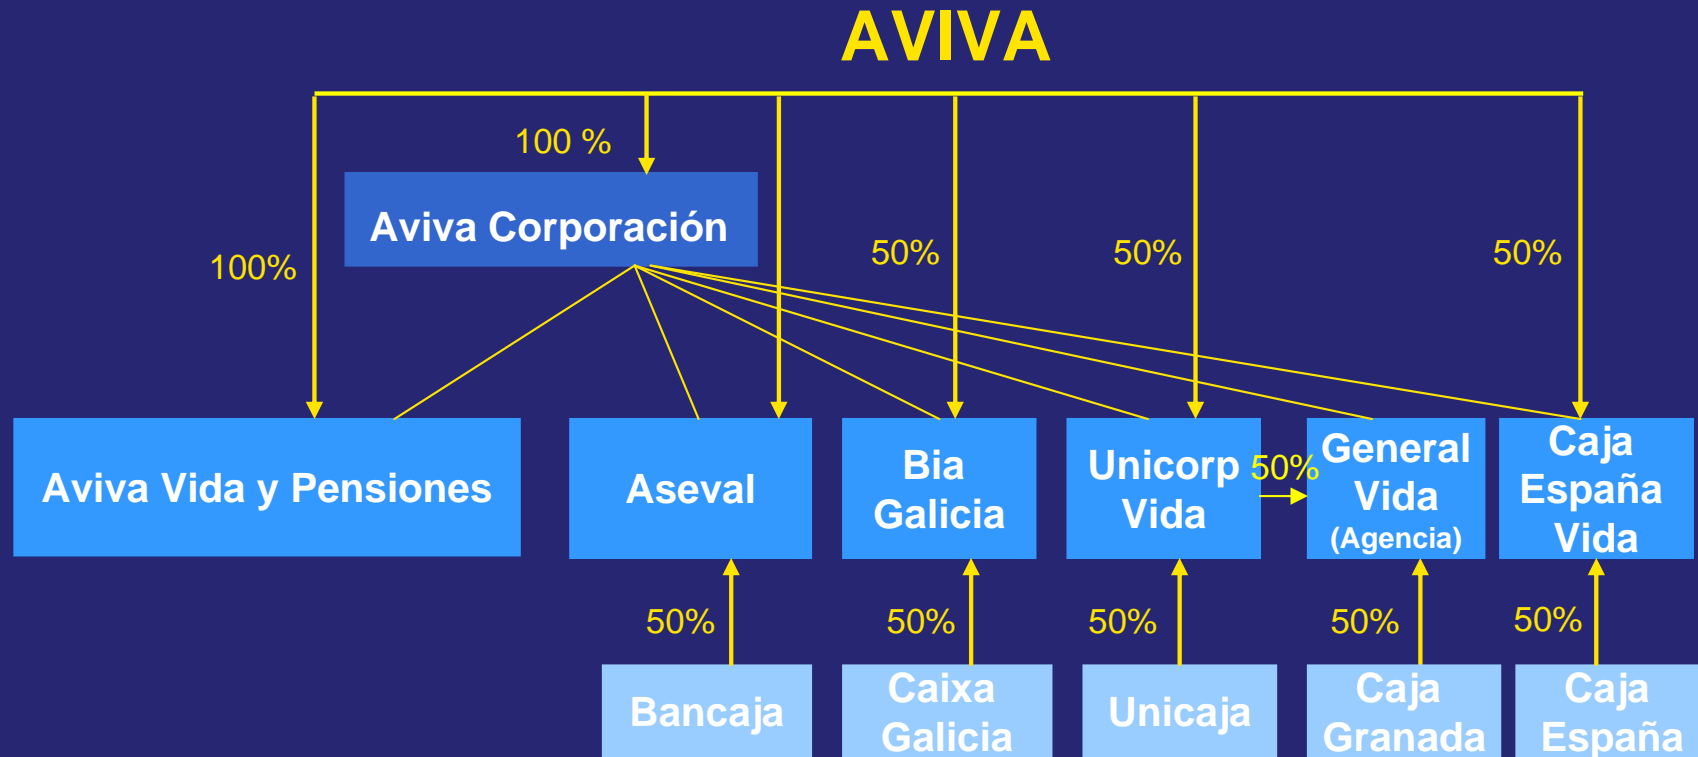 AVIVA
100 %
Aviva Corporación
100%
50%
50%
50%
Aviva Vida y Pensiones
Aseval
Bia
Galicia
Unicorp
Vida
50%
General
Vida
(Agencia)
Caja
España
Vida
50%
50%
50%
50%
50%
Bancaja
Caixa
Galicia
Unicaja
Caja
Granada
Caja
España